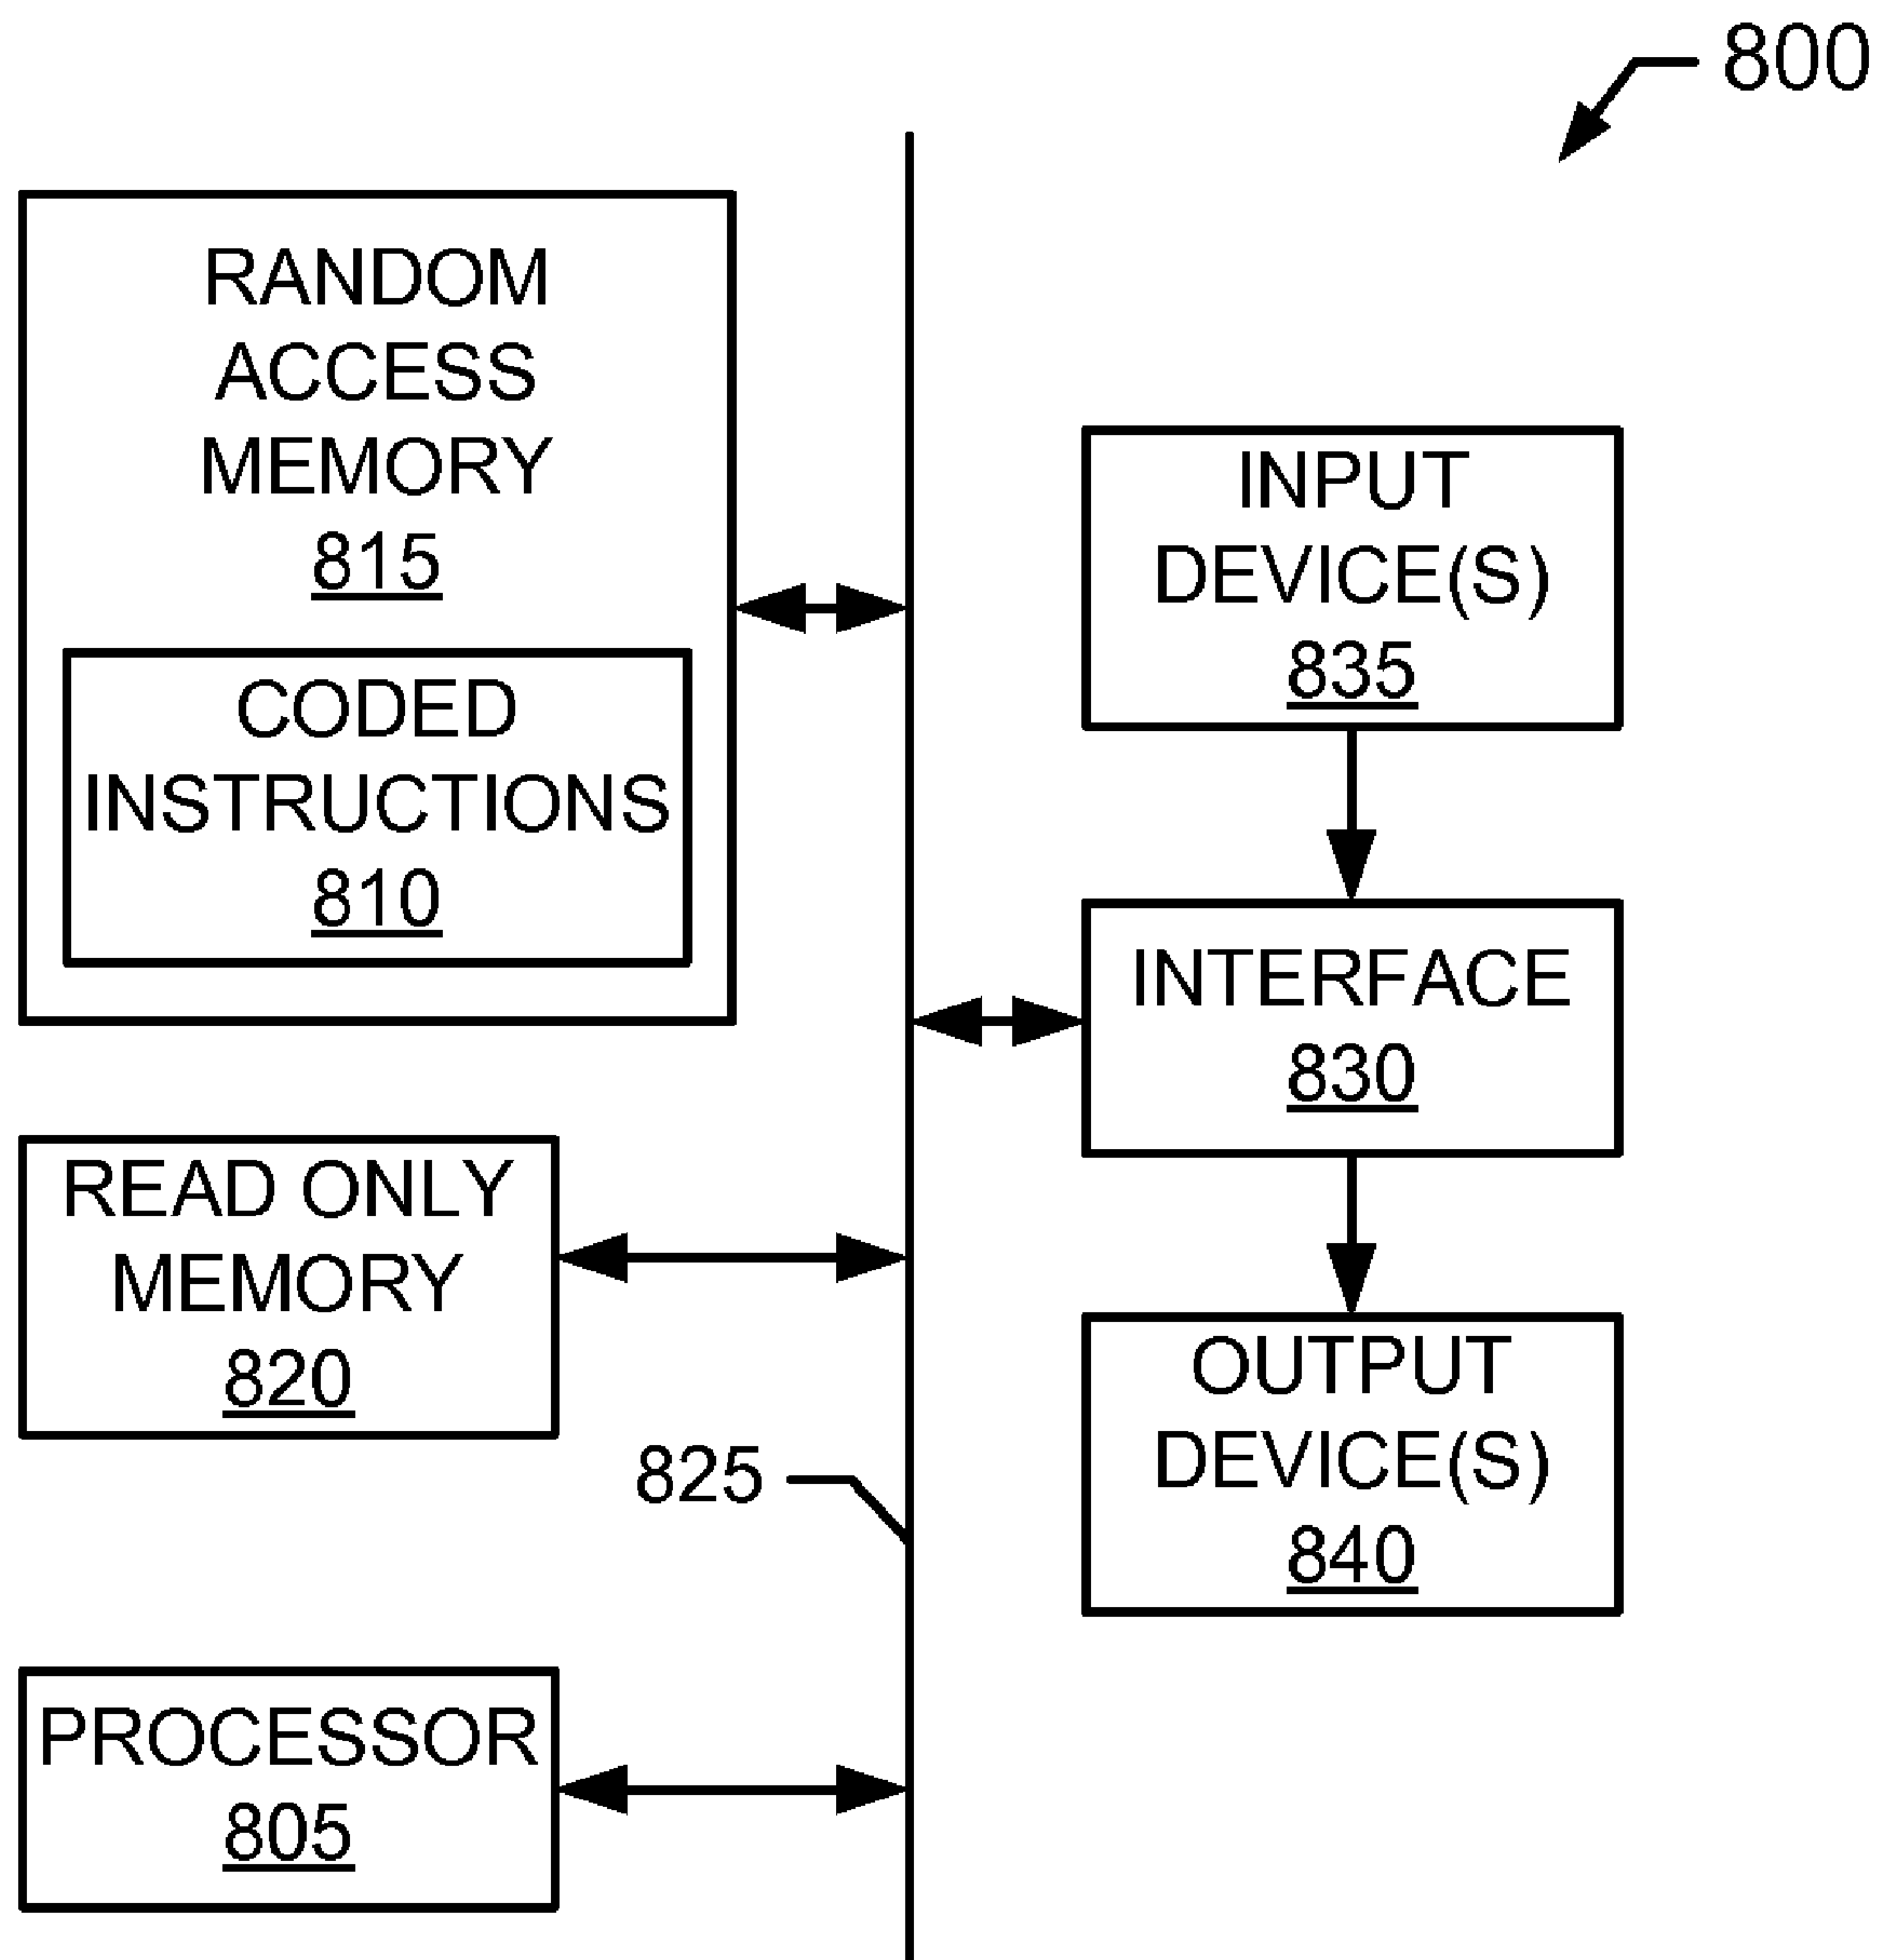 800
RANDOM
ACCESS
MEMORY
815
CODED
INSTRUCTIONS
810
INPUT
DEVICE(S)
835
INTERFACE
830
READ ONLY
MEMORY
820
825
OUTPUT
DEVICE(S)
840
PROCESSOR
805